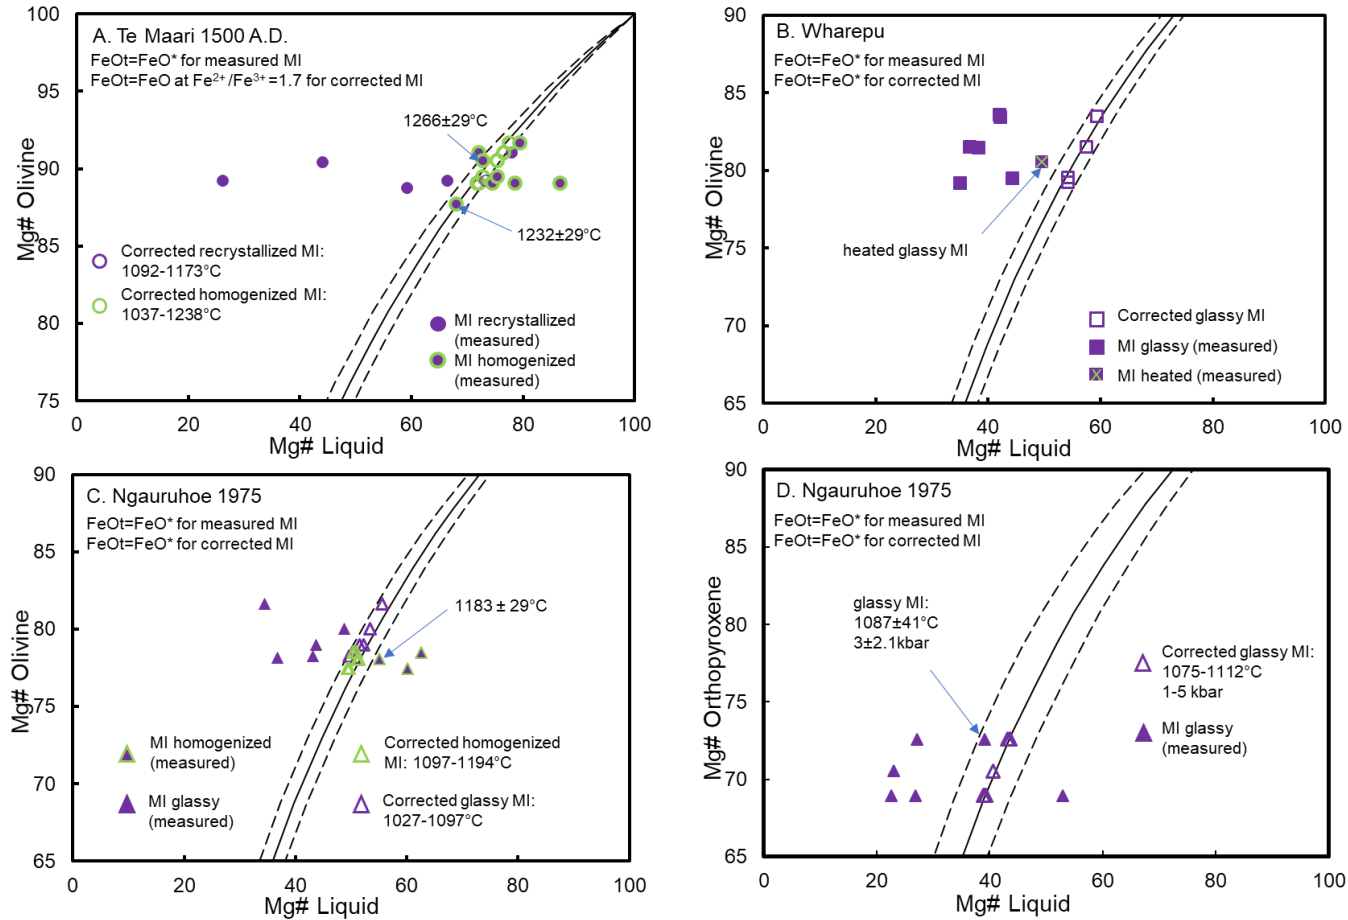 A. Te Maari 1500 A.D.
FeOt=FeO* for measured MI
FeOt=FeO at Fe²⁺/Fe³⁺=1.7 for corrected MI
100
95
90
85
80
75
Mg# Olivine
1266±29°C
1232±29°C
Corrected recrystallized MI:
1092-1173°C
Corrected homogenized MI:
1037-1238°C
MI recrystallized
(measured)
MI homogenized
(measured)
0
20
40
60
80
100
Mg# Liquid
B. Wharepu
FeOt=FeO* for measured MI
FeOt=FeO* for corrected MI
90
85
80
75
70
65
Mg# Olivine
heated glassy MI
Corrected glassy MI
MI glassy (measured)
MI heated (measured)
0
20
40
60
80
100
Mg# Liquid
C. Ngauruhoe 1975
FeOt=FeO* for measured MI
FeOt=FeO* for corrected MI
90
85
80
75
70
65
Mg# Olivine
1183 ± 29°C
MI homogenized
(measured)
MI glassy
(measured)
Corrected homogenized
MI: 1097-1194°C
Corrected glassy MI:
1027-1097°C
0
20
40
60
80
100
Mg# Liquid
D. Ngauruhoe 1975
FeOt=FeO* for measured MI
FeOt=FeO* for corrected MI
90
85
80
75
70
65
Mg# Orthopyroxene
glassy MI:
1087±41°C
3±2.1kbar
Corrected glassy MI:
1075-1112°C
1-5 kbar
MI glassy
(measured)
0
20
40
60
80
100
Mg# Liquid